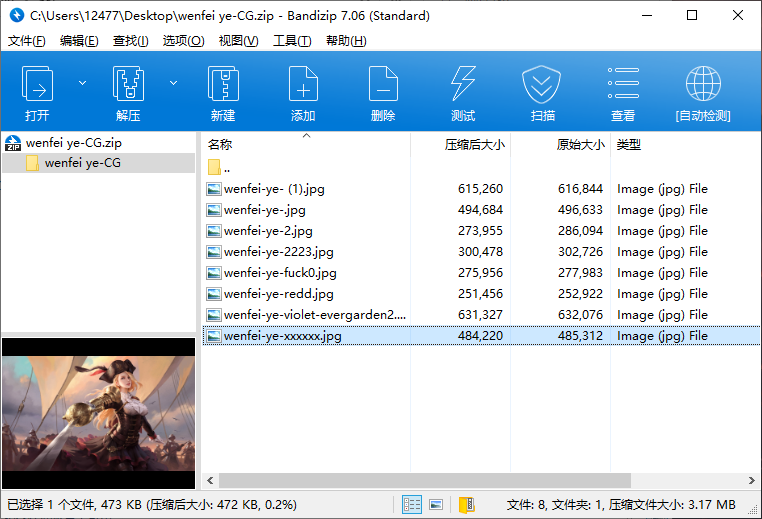 C:\Users\12477\Desktop\wenfei ye-CG.zip - Bandizip 7.06 (Standard)
文件(F) 编辑(E) 查找(I) 选项(O) 视图(V) 工具(T) 帮助(H)
打开 解压 新建 添加 删除 测试 扫描 查看 [自动检测]
wenfei ye-CG.zip
wenfei ye-CG
名称 压缩后大小 原始大小 类型
..
wenfei-ye- (1).jpg 615,260 616,844 Image (jpg) File
wenfei-ye-.jpg 494,684 496,633 Image (jpg) File
wenfei-ye-2.jpg 273,955 286,094 Image (jpg) File
wenfei-ye-2223.jpg 300,478 302,726 Image (jpg) File
wenfei-ye-fuck0.jpg 275,956 277,983 Image (jpg) File
wenfei-ye-redd.jpg 251,456 252,922 Image (jpg) File
wenfei-ye-violet-evergarden2.... 631,327 632,076 Image (jpg) File
wenfei-ye-xxxxxx.jpg 484,220 485,312 Image (jpg) File
已选择 1 个文件, 473 KB (压缩后大小: 472 KB, 0.2%) 文件: 8, 文件夹: 1, 压缩文件大小: 3.17 MB